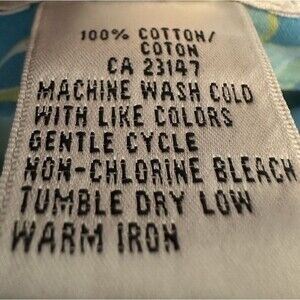 100% COTTON/
COTON
CA 23147
MACHINE WASH COLD
WITH LIKE COLORS
GENTLE CYCLE
NON-CHLORINE BLEACH
TUMBLE DRY LOW
WARM IRON